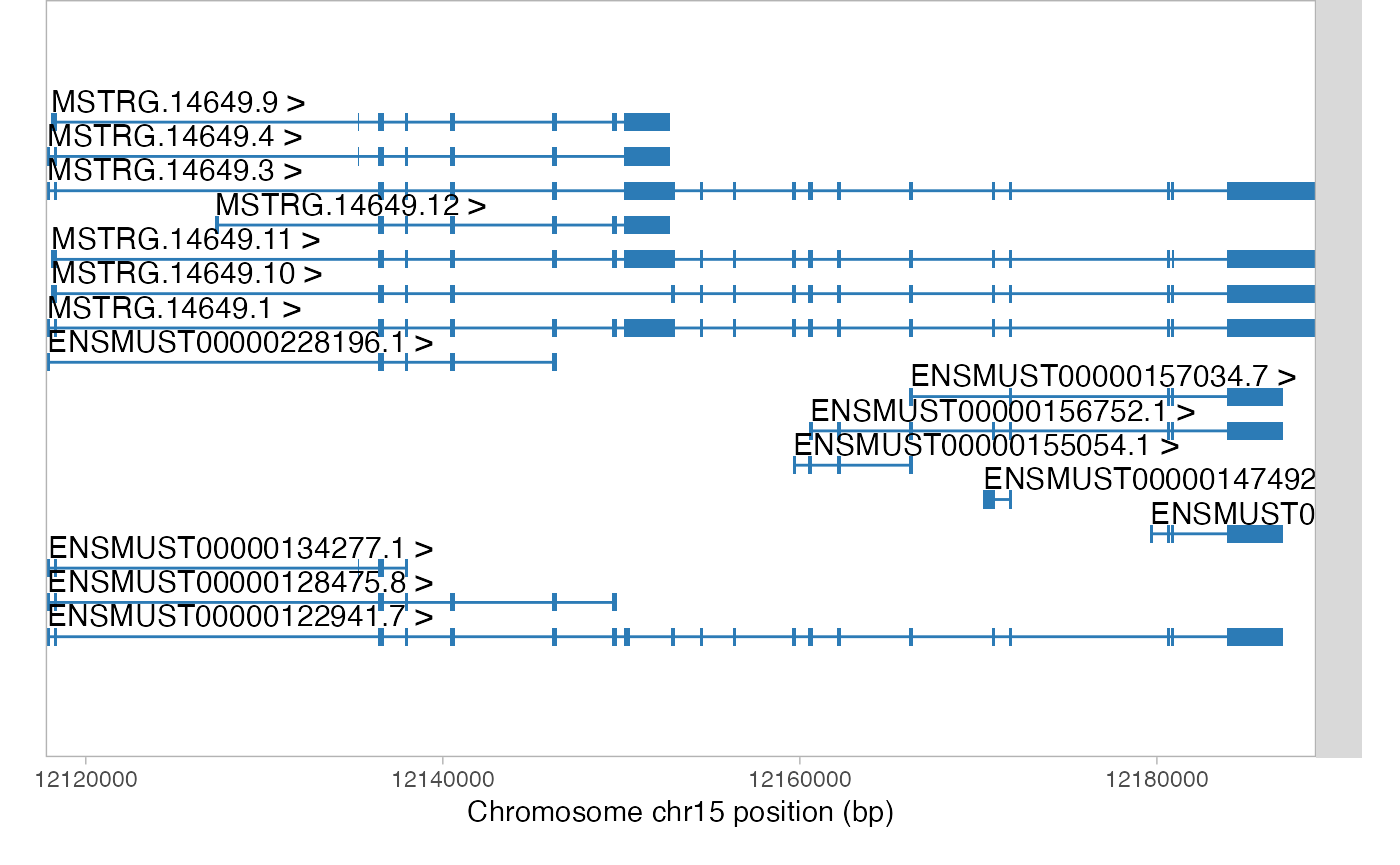 MSTRG.14649.9 >
MSTRG.14649.4 >
MSTRG.14649.3 >
MSTRG.14649.12 >
MSTRG.14649.11 >
MSTRG.14649.10 >
MSTRG.14649.1 >
ENSMUST00000228196.1 >
ENSMUST00000157034.7 >
ENSMUST00000156752.1 >
ENSMUST00000155054.1 >
ENSMUST00000147492
ENSMUST0
ENSMUST00000134277.1 >
ENSMUST00000128475.8 >
ENSMUST00000122941.7 >
12120000 12140000 12160000 12180000
Chromosome chr15 position (bp)